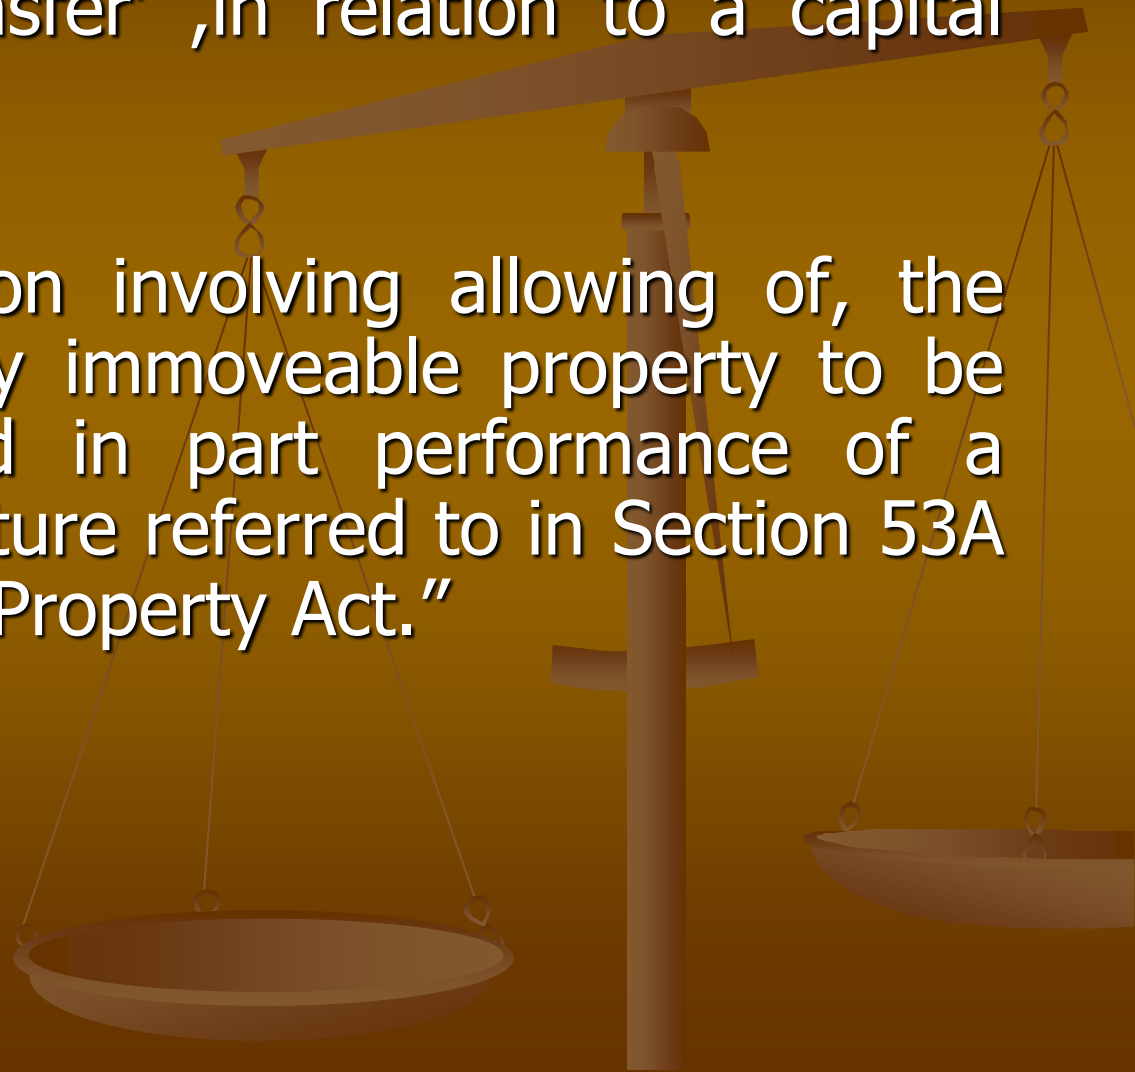 nsfer” ,in relation to a capital
on involving allowing of, the
y immoveable property to be
d in part performance of a
ture referred to in Section 53A
Property Act.”